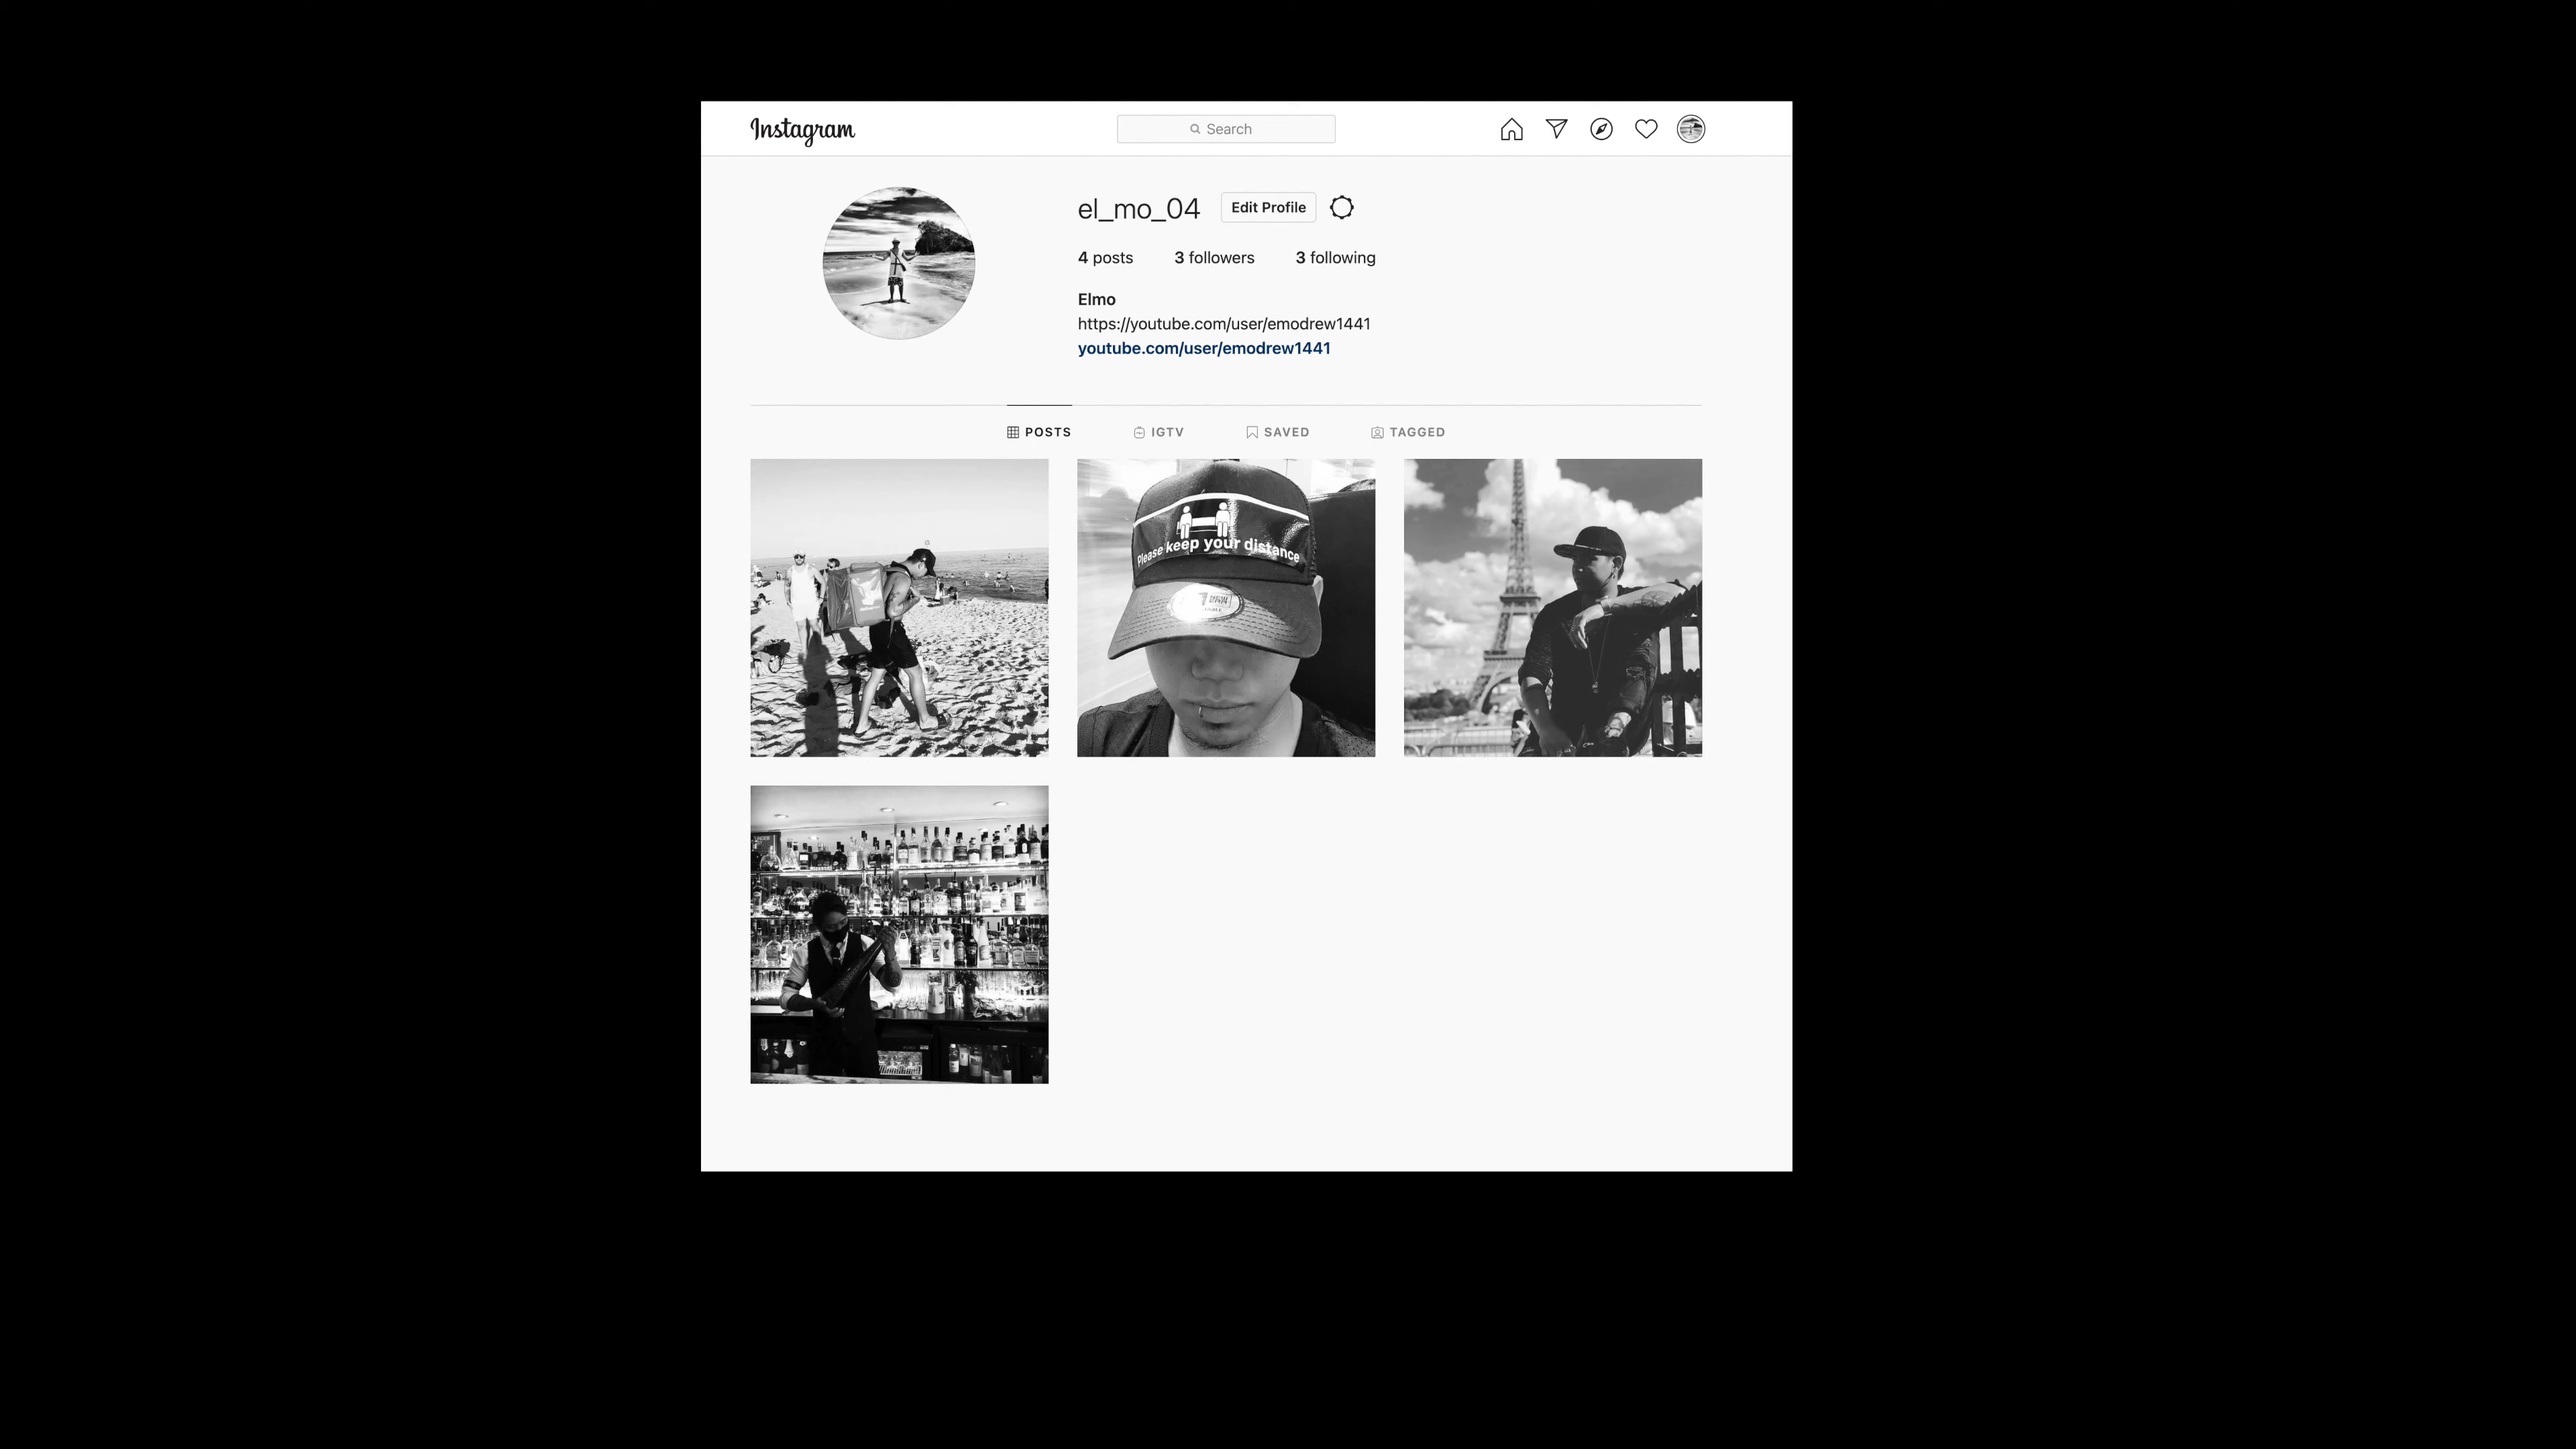 Instagram
Search
el_mo_04 Edit Profile
4 posts 3 followers 3 following
Elmo
https://youtube.com/user/emodrew1441
youtube.com/user/emodrew1441
POSTS IGTV SAVED TAGGED
Please keep your distance